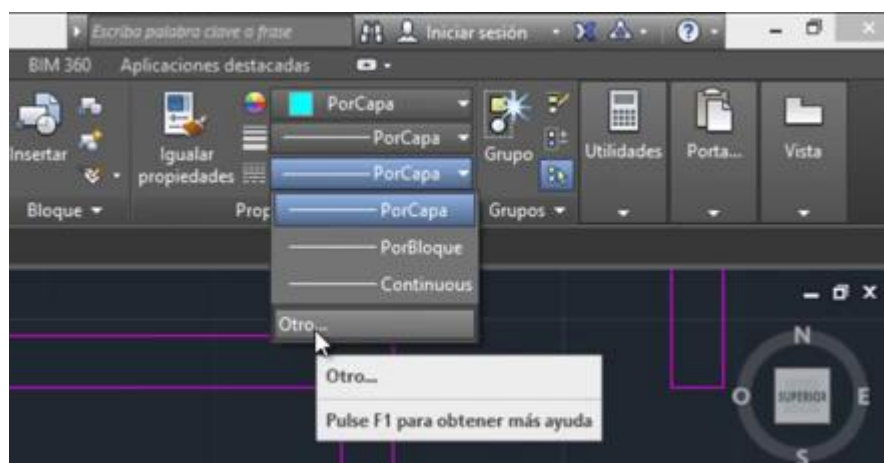 Escriba palabra clave o frase
Iniciar sesión
?
BIM 360 Aplicaciones destacadas
PorCapa
PorCapa
PorCapa
Insertar
Igualar propiedades
Grupo
Utilidades
Porta...
Vista
Bloque
Prop
Grupos
PorCapa
PorBloque
Continuous
Otro...
Otro...
Pulse F1 para obtener más ayuda
N
O
SUPERIOR
E
S